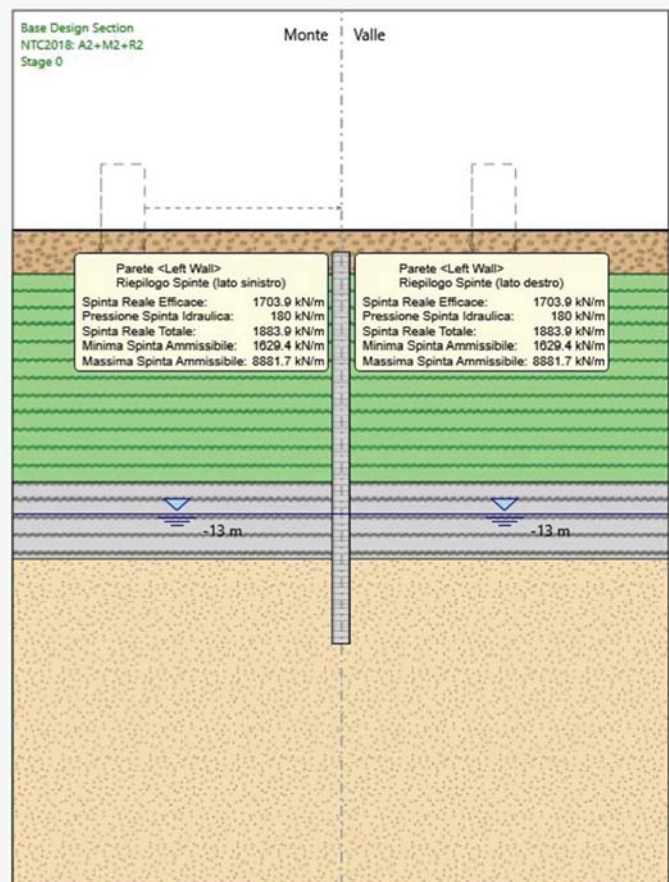 Base Design Section
NTC2018: A2+M2+R2
Stage 0
Monte
Valle
Parete <Left Wall>
Riepilogo Spinte (lato sinistro)
Spinta Reale Efficace: 1703.9 kN/m
Pressione Spinta Idraulica: 180 kN/m
Spinta Reale Totale: 1883.9 kN/m
Minima Spinta Ammissibile: 1629.4 kN/m
Massima Spinta Ammissibile: 8881.7 kN/m
Parete <Left Wall>
Riepilogo Spinte (lato destro)
Spinta Reale Efficace: 1703.9 kN/m
Pressione Spinta Idraulica: 180 kN/m
Spinta Reale Totale: 1883.9 kN/m
Minima Spinta Ammissibile: 1629.4 kN/m
Massima Spinta Ammissibile: 8881.7 kN/m
-13 m
-13 m